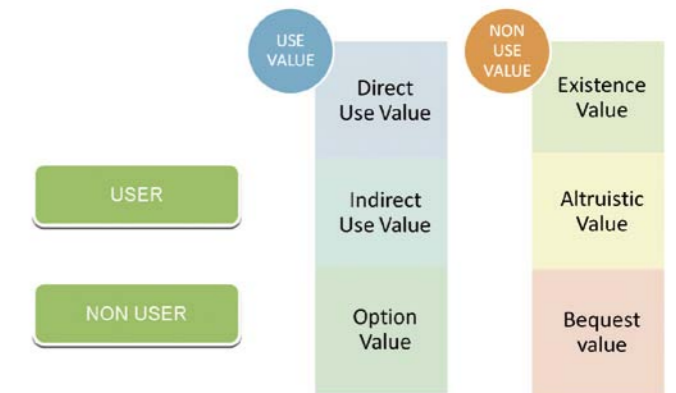 USE
VALUE
Direct
Use Value
Indirect
Use Value
Option
Value
NON
USE
VALUE
Existence
Value
Altruistic
Value
Bequest
value
USER
NON USER